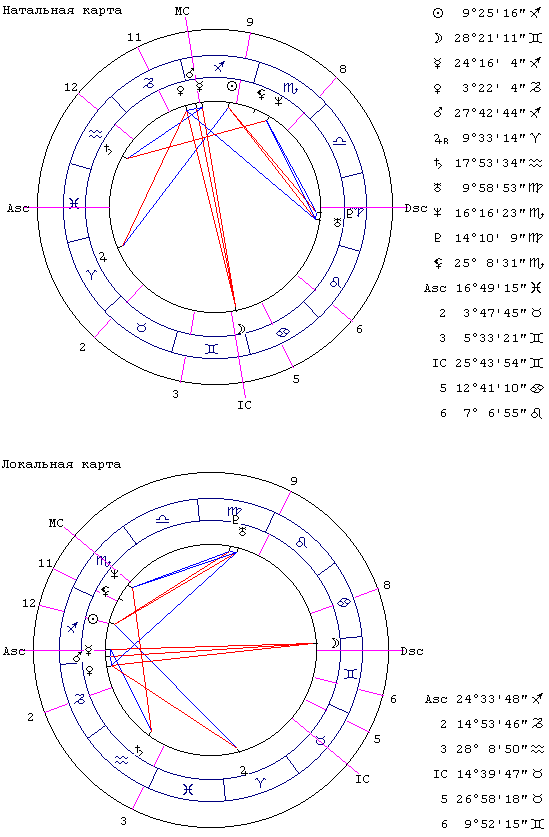 Натальная карта
MC
9
11
8
12
Asc
Dsc
2
6
3
5
IC
☉ 9°25'16"♐
☽ 28°21'11"♊
☿ 24°16' 4"♐
♀ 3°22' 4"♑
♂ 27°42'44"♐
♃R 9°33'14"♈
♄ 17°53'34"♒
♅ 9°58'53"♍
♆ 16°16'23"♏
♇ 14°10' 9"♍
⚸ 25° 8'31"♏
Asc 16°49'15"♓
2 3°47'45"♉
3 5°33'21"♊
IC 25°43'54"♊
5 12°41'10"♋
6 7° 6'55"♌
Локальная карта
9
MC
11
8
12
Asc
Dsc
2
6
5
IC
3
Asc 24°33'48"♐
2 14°53'46"♑
3 28° 8'50"♒
IC 14°39'47"♉
5 26°58'18"♉
6 9°52'15"♊